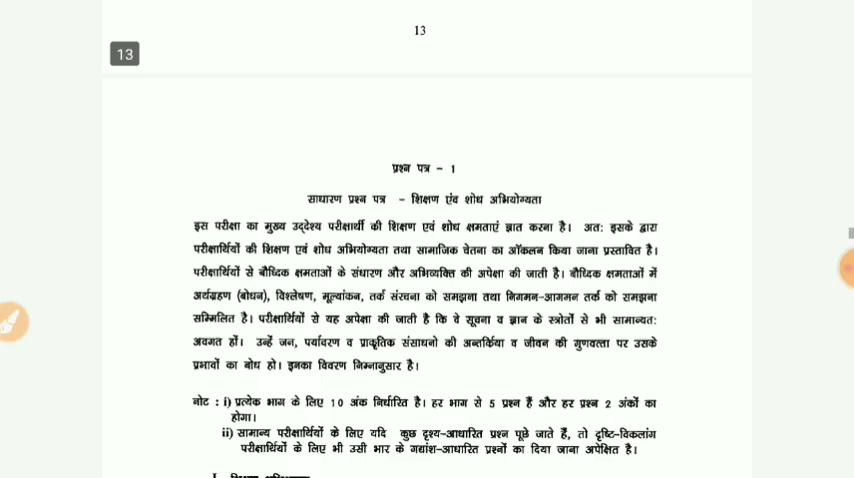 13
13
प्रश्न पत्र - 1
साधारण प्रश्न पत्र - शिक्षण एंव शोध अभियोग्यता
इस परीक्षा का मुख्य उद्देश्य परीक्षार्थी की शिक्षण एवं शोध क्षमताएं ज्ञात करना है। अतः इसके द्वारा
परीक्षार्थियों की शिक्षण एवं शोध अभियोग्यता तथा सामाजिक चेतना का ऑकलन किया जाना प्रस्तावित है।
परीक्षार्थियों से बौध्दिक क्षमताओं के संधारण और अभिव्यक्ति की अपेक्षा की जाती है। बौध्दिक क्षमताओं में
अर्थग्रहण (बोधन), विश्लेषण, मूल्यांकन, तर्क संरचना को समझना तथा निगमन-आगमन तर्क को समझना
सम्मिलित है। परीक्षार्थियों से यह अपेक्षा की जाती है कि वे सूचना व ज्ञान के स्त्रोतों से भी सामान्यतः
अवगत हों। उन्हें जन, पर्यावरण व प्राकृतिक संसाधनो की अन्तर्किया व जीवन की गुणवत्ता पर उसके
प्रभावों का बोध हो। इनका विवरण निम्नानुसार है।
नोट : i) प्रत्येक भाग के लिए 10 अंक निर्धारित है। हर भाग से 5 प्रश्न हैं और हर प्रश्न 2 अंकों का
होगा।
ii) सामान्य परीक्षार्थियों के लिए यदि कुछ दृश्य-आधारित प्रश्न पूछे जाते हैं, तो दृष्टि-विकलांग
परीक्षार्थियों के लिए भी उसी भार के गद्यांश-आधारित प्रश्नों का दिया जाना अपेक्षित है।